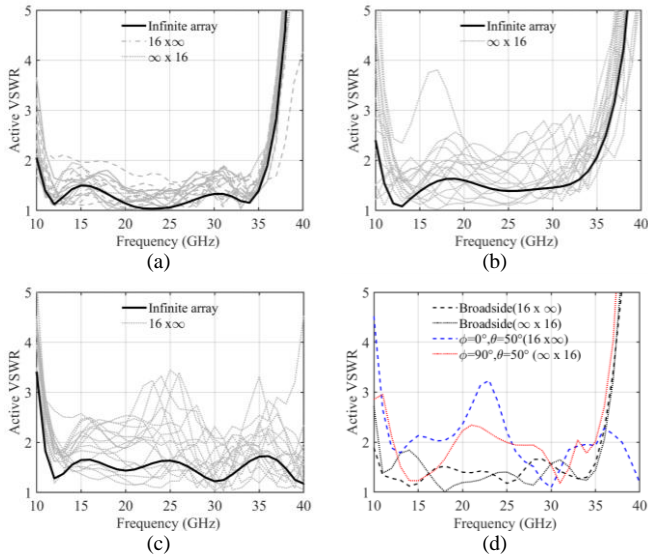 5
4
3
2
1
Active VSWR
Infinite array
16 x∞
∞ x 16
10 15 20 25 30 35 40
Frequency (GHz)
(a)
5
4
3
2
1
Active VSWR
Infinite array
∞ x 16
10 15 20 25 30 35 40
Frequency (GHz)
(b)
5
4
3
2
1
Active VSWR
Infinite array
16 x∞
10 15 20 25 30 35 40
Frequency (GHz)
(c)
5
4
3
2
1
Active VSWR
Broadside(16 x ∞)
Broadside(∞ x 16)
ϕ=0°,θ=50°(16 x∞)
ϕ=90°,θ=50° (∞ x 16)
10 15 20 25 30 35 40
Frequency (GHz)
(d)